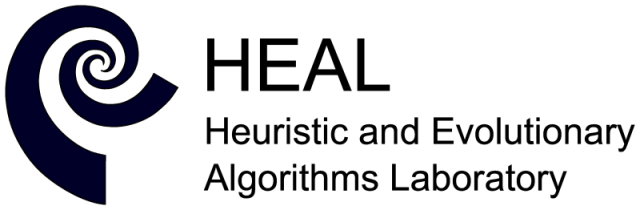 HEAL
Heuristic and Evolutionary
Algorithms Laboratory